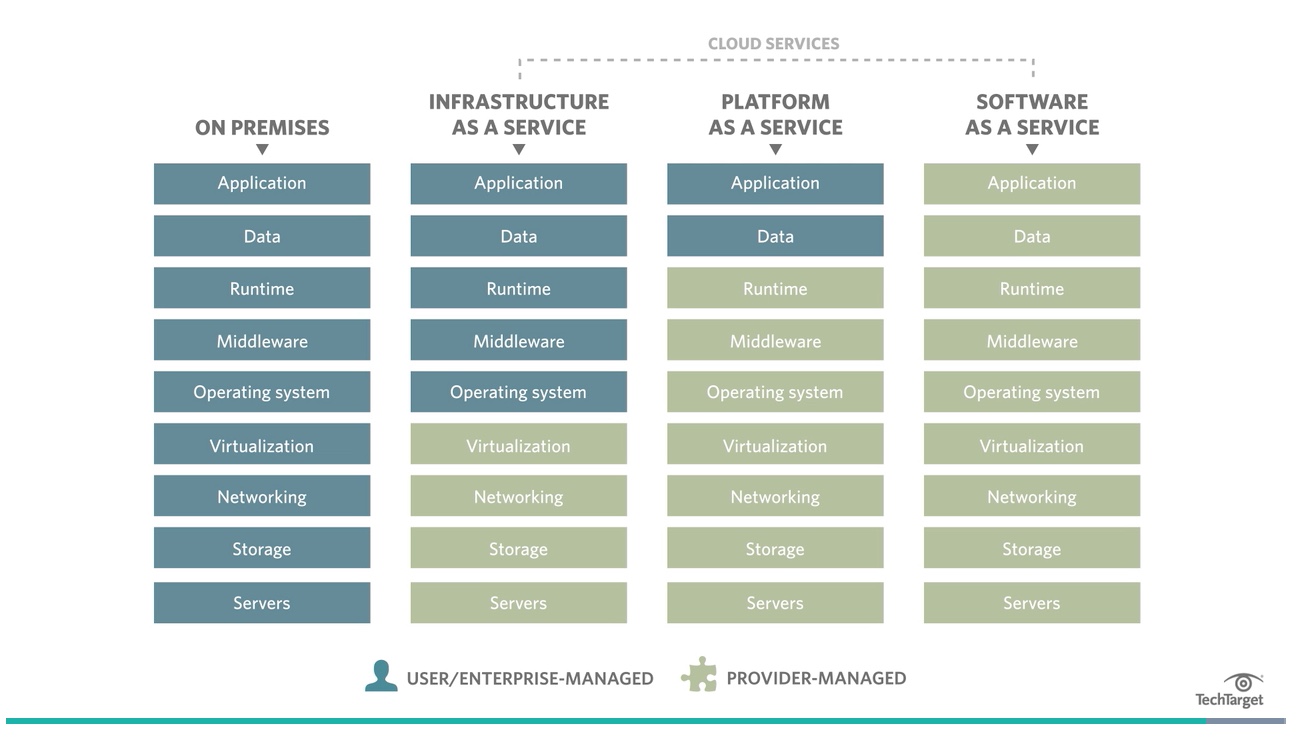 CLOUD SERVICES
ON PREMISES
INFRASTRUCTURE
AS A SERVICE
PLATFORM
AS A SERVICE
SOFTWARE
AS A SERVICE
Application
Application
Application
Application
Data
Data
Data
Data
Runtime
Runtime
Runtime
Runtime
Middleware
Middleware
Middleware
Middleware
Operating system
Operating system
Operating system
Operating system
Virtualization
Virtualization
Virtualization
Virtualization
Networking
Networking
Networking
Networking
Storage
Storage
Storage
Storage
Servers
Servers
Servers
Servers
USER/ENTERPRISE-MANAGED
PROVIDER-MANAGED
TechTarget